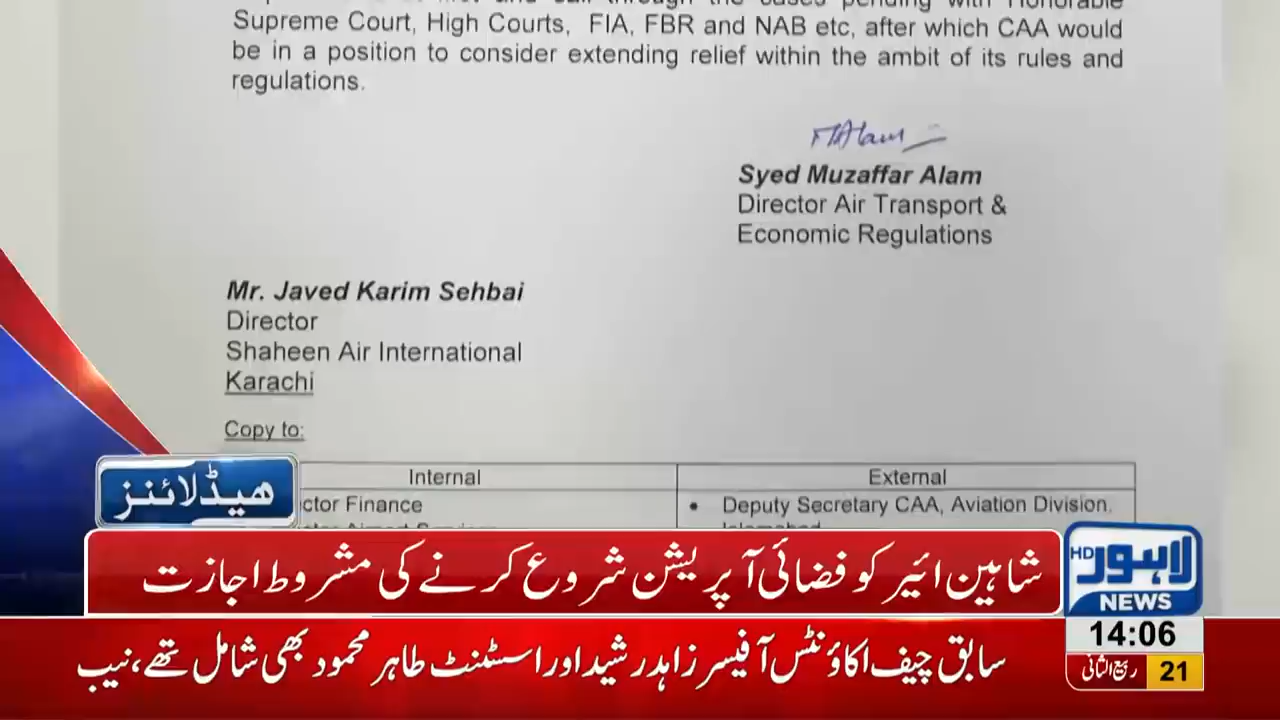 Supreme Court, High Courts, FIA, FBR and NAB etc, after which CAA would
be in a position to consider extending relief within the ambit of its rules and
regulations.
Syed Muzaffar Alam
Director Air Transport &
Economic Regulations
Mr. Javed Karim Sehbai
Director
Shaheen Air International
Karachi
Copy to:
Internal
External
ctor Finance
• Deputy Secretary CAA, Aviation Division,
ہیڈلائنز
شاہین ائیر کو فضائی آپریشن شروع کرنے کی مشروط اجازت
HD لاہور
NEWS
14:06
21 ربیع الثانی
سابق چیف اکاؤنٹس آفیسر زاہد رشید اور اسسٹنٹ طاہر محمود بھی شامل تھے، نیب